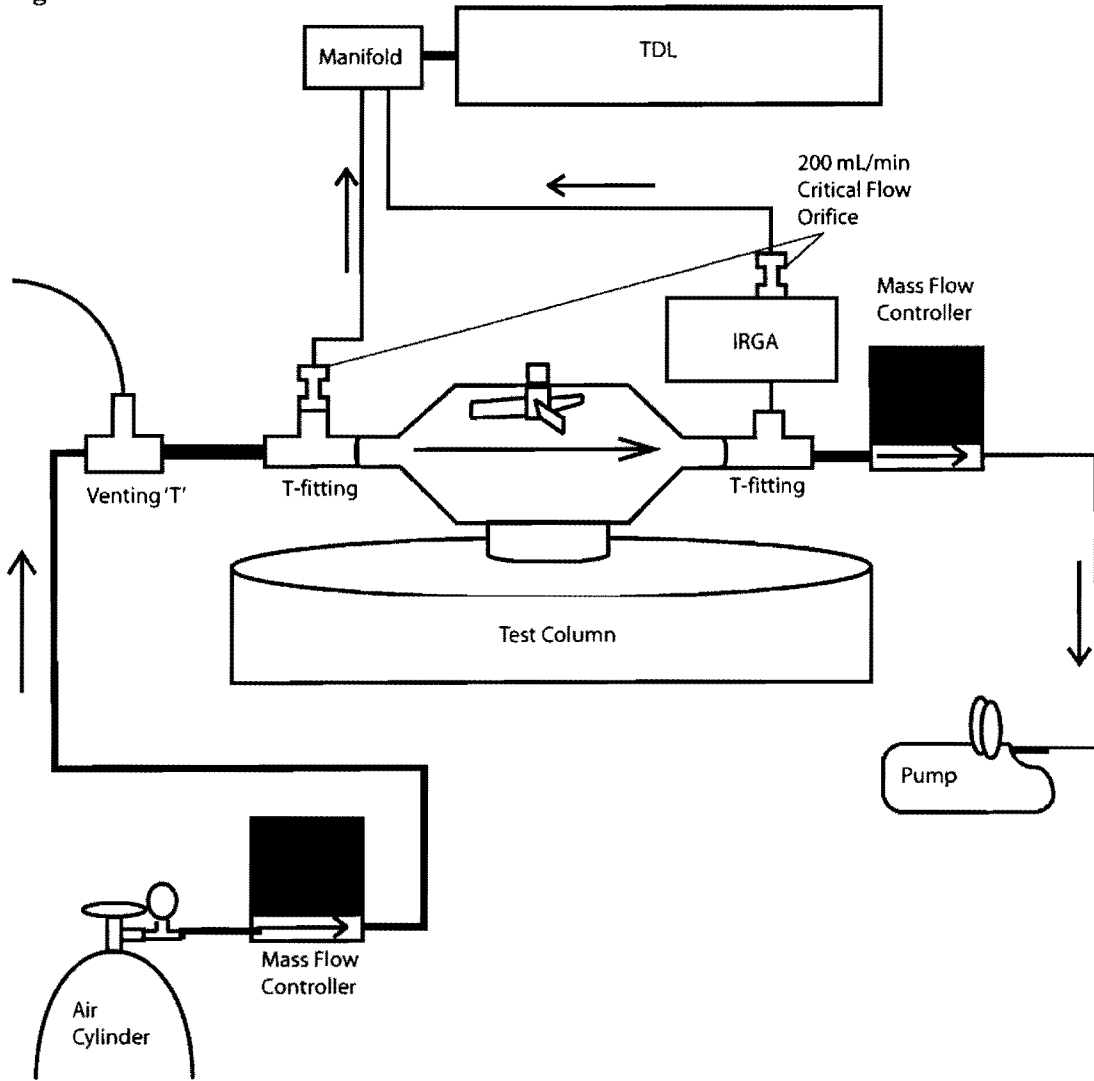 Manifold
TDL
200 mL/min
Critical Flow
Orifice
Mass Flow
Controller
IRGA
Venting 'T'
T-fitting
T-fitting
Test Column
Pump
Mass Flow
Controller
Air
Cylinder